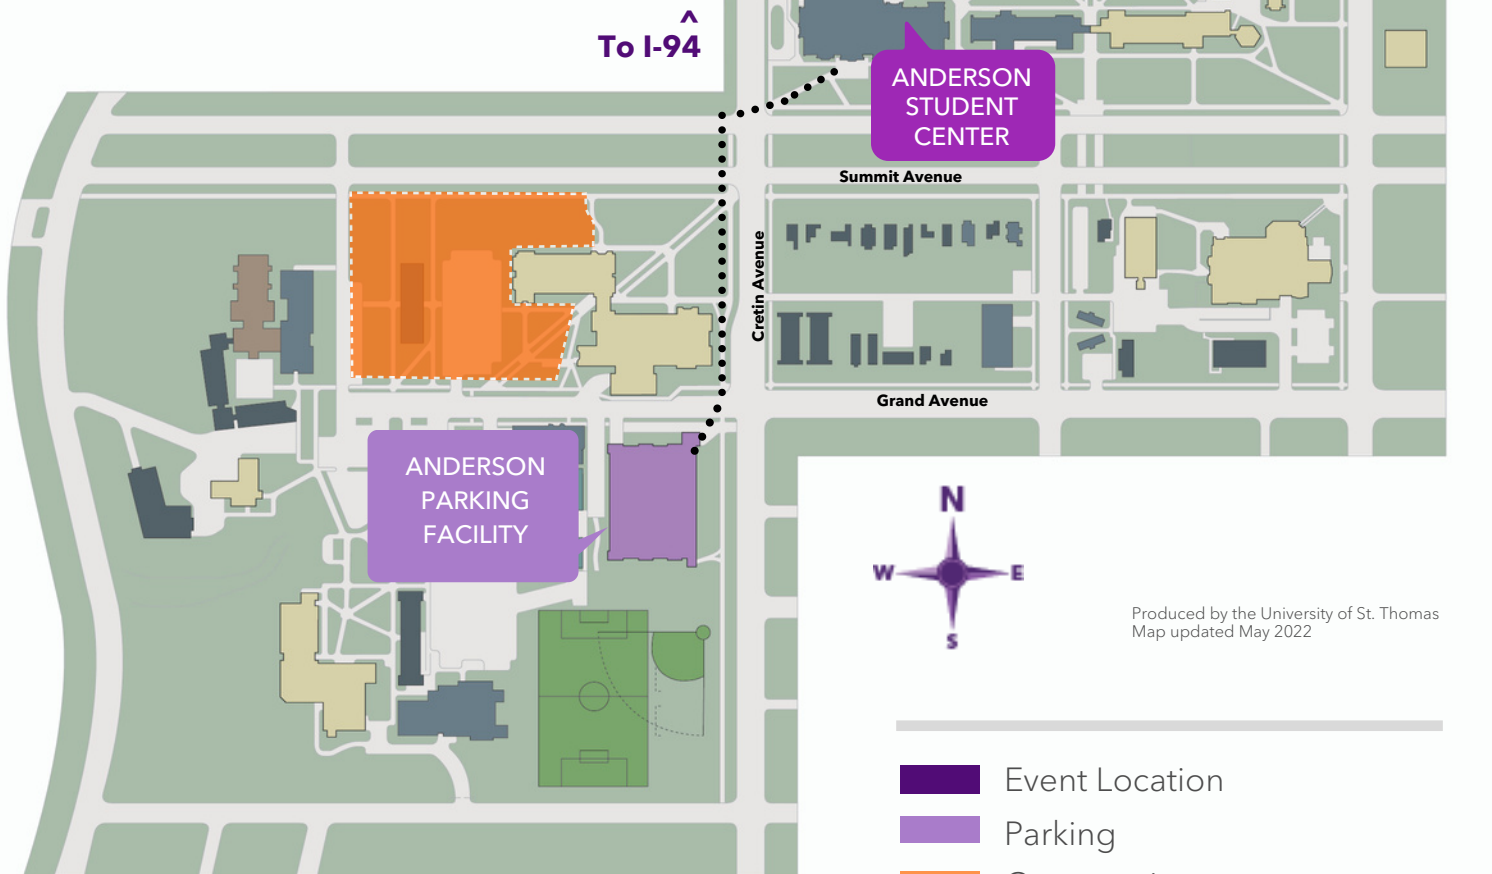 ^
To I-94
ANDERSON
STUDENT
CENTER
Summit Avenue
Cretin Avenue
Grand Avenue
ANDERSON
PARKING
FACILITY
N
W
E
S
Produced by the University of St. Thomas
Map updated May 2022
Event Location
Parking